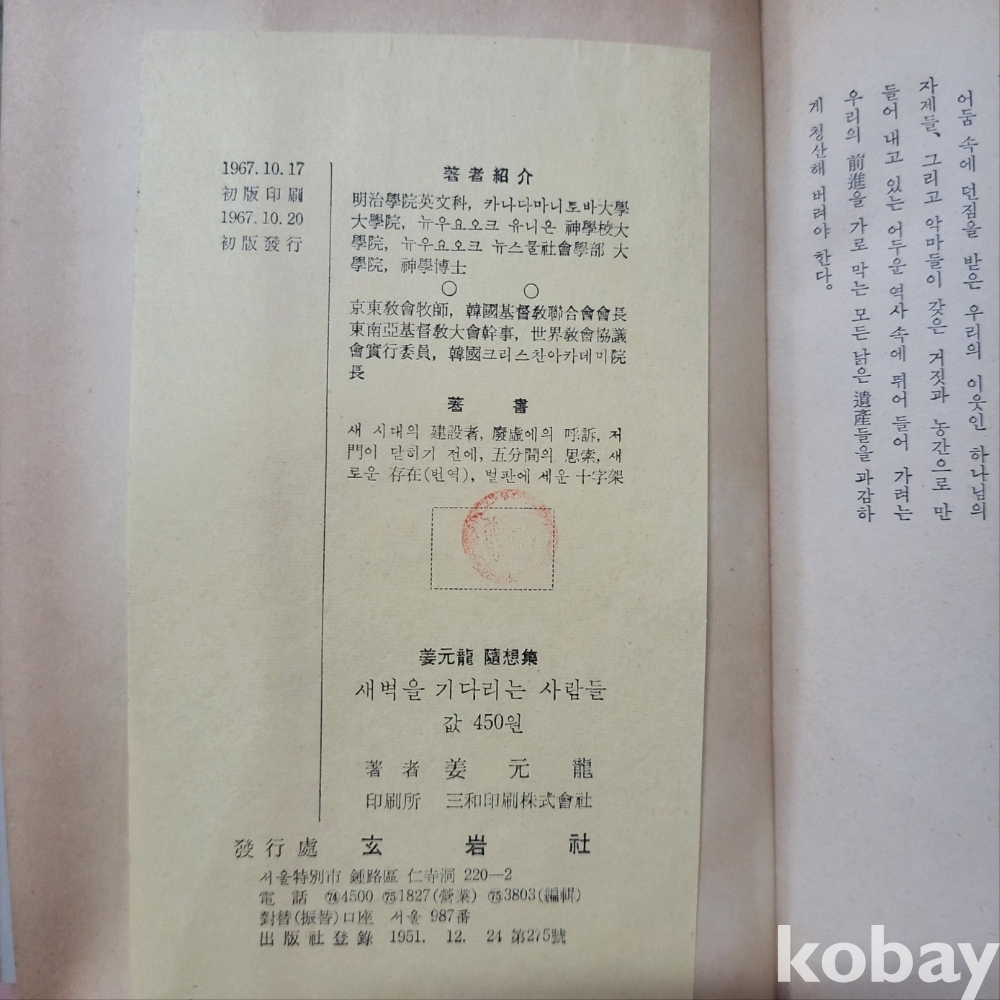 1967.10.17
初版印刷
1967.10.20
初版發行
著者紹介
明治學院英文科, 카나다마니토바大學
大學院, 뉴우요오크 유니온 神學校大
學院, 뉴우요오크 뉴스쿨社會學部 大
學院, 神學博士
○ ○
京東敎會牧師, 韓國基督敎聯合會會長
東南亞基督敎大會幹事, 世界敎會協議
會實行委員, 韓國크리스찬아카데미院
長
著 書
새 시대의 建設者, 廢虛에의 呼訴, 저
門이 닫히기 전에, 五分間의 思索, 새
로운 存在(번역), 벌판에 세운 十字架
姜元龍 隨想集
새벽을 기다리는 사람들
값 450원
著者 姜元龍
印刷所 三和印刷株式會社
發行處 玄岩社
서울特別市 鍾路區 仁寺洞 220—2
電話 ㉔4500 ㉕1827(營業) ㉕3803(編輯)
對替(振替)口座 서울 987番
出版社登錄 1951. 12. 24 第275號
어둠 속에 던짐을 받은 우리의 이웃인 하나님의
자제들, 그리고 악마들이 갖은 거짓과 농간으로 만
들어 내고 있는 어두운 역사 속에 뛰어 들어 가려는
우리의 前進을 가로 막는 모든 낡은 遺產들을 과감하
게 청산해 버려야 한다.
kobay